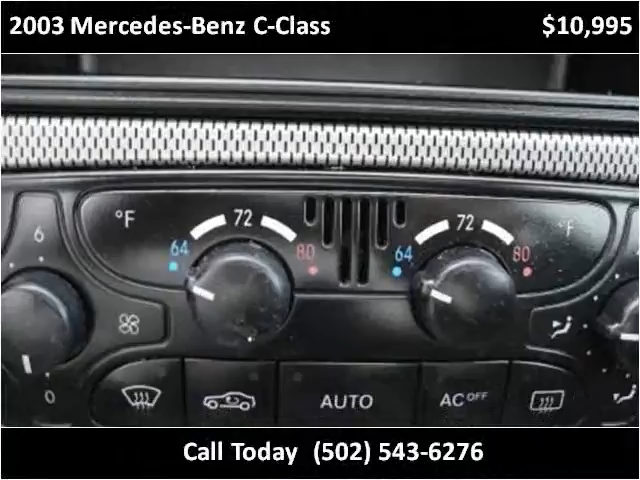 2003 Mercedes-Benz C-Class $10,995
°F 72 72 °F
6 64 80 64 80
0 AUTO AC OFF
Call Today (502) 543-6276